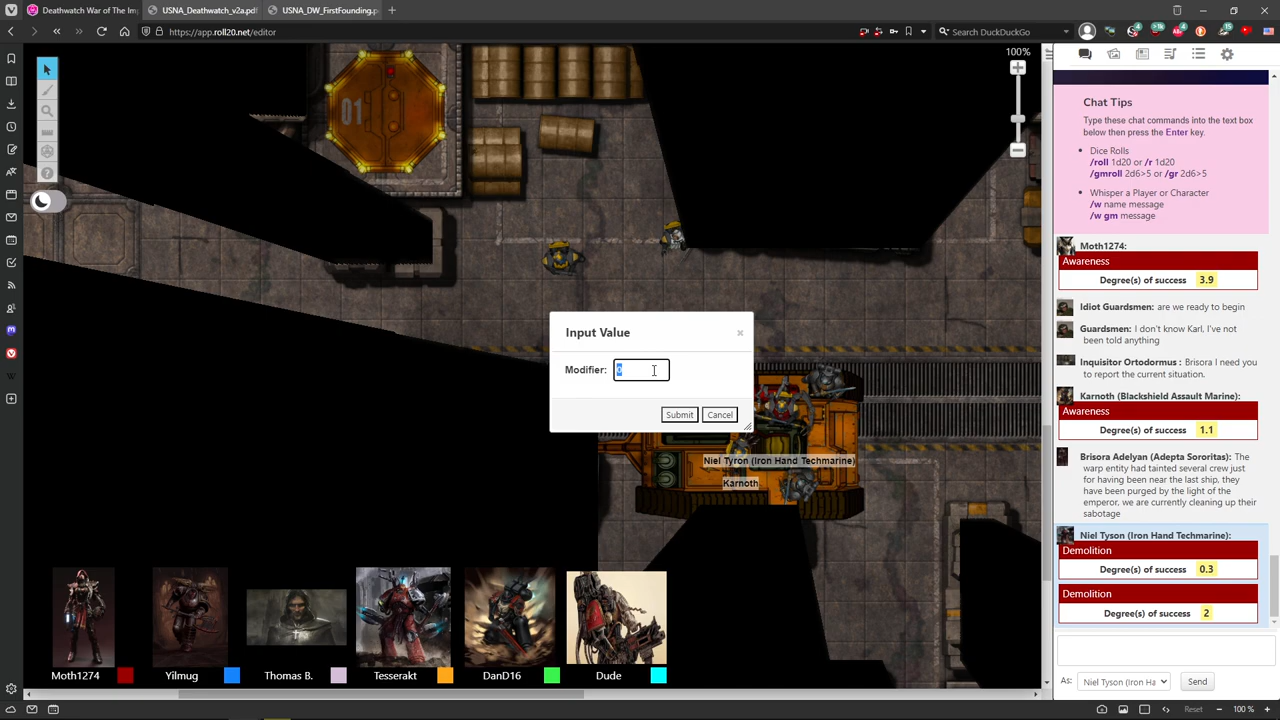 Deathwatch War of The Im
USNA_Deathwatch_v2a.pd
USNA_DW_FirstFounding.p
https://app.roll20.net/editor
Search DuckDuckGo
100%
01
Chat Tips
Type these chat commands into the text box
below then press the Enter key.
Dice Rolls
/roll 1d20 or /r 1d20
/gmroll 2d6>5 or /gr 2d6>5
Whisper a Player or Character
/w name message
/w gm message
Moth1274:
Awareness
Degree(s) of success 3.9
Idiot Guardsmen: are we ready to begin
Guardsmen: I don't know Karl, I've not
been told anything
Inquisitor Ortodormus : Brisora I need you
to report the current situation.
Karnoth (Blackshield Assault Marine):
Awareness
Degree(s) of success 1.1
Brisora Adelyan (Adepta Sororitas): The
warp entity had tainted several crew just
for having been near the last ship, they
have been purged by the light of the
emperor, we are currently cleaning up their
sabotage
Niel Tyson (Iron Hand Techmarine):
Demolition
Degree(s) of success 0.3
Demolition
Degree(s) of success 2
Input Value
Modifier: 0
Submit Cancel
Niel Tyron (Iron Hand Techmarine)
Karnoth
Moth1274
Yilmug
Thomas B.
Tesserakt
DanD16
Dude
As: Niel Tyson (Iron Ha Send
Reset 100 %